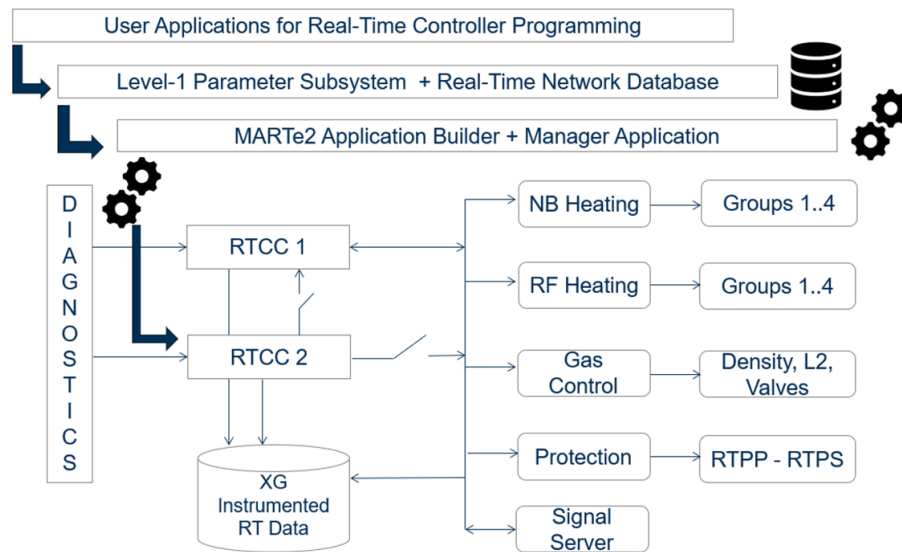 User Applications for Real-Time Controller Programming
Level-1 Parameter Subsystem + Real-Time Network Database
MARTe2 Application Builder + Manager Application
DIAGNOSTICS
RTCC 1
RTCC 2
XG
Instrumented
RT Data
NB Heating
Groups 1..4
RF Heating
Groups 1..4
Gas
Control
Density, L2,
Valves
Protection
RTPP - RTPS
Signal
Server